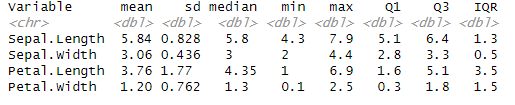 Variable mean sd median min max Q1 Q3 IQR
<chr> <dbl> <dbl> <dbl> <dbl> <dbl> <dbl> <dbl> <dbl>
Sepal.Length 5.84 0.828 5.8 4.3 7.9 5.1 6.4 1.3
Sepal.Width 3.06 0.436 3 2 4.4 2.8 3.3 0.5
Petal.Length 3.76 1.77 4.35 1 6.9 1.6 5.1 3.5
Petal.Width 1.20 0.762 1.3 0.1 2.5 0.3 1.8 1.5